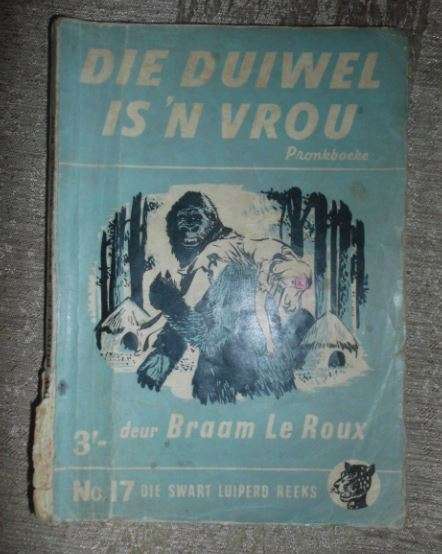 DIE DUIWEL
IS 'N VROU
Pronkboeke
3'-
deur Braam Le Roux
No. 17 DIE SWART LUIPERD REEKS